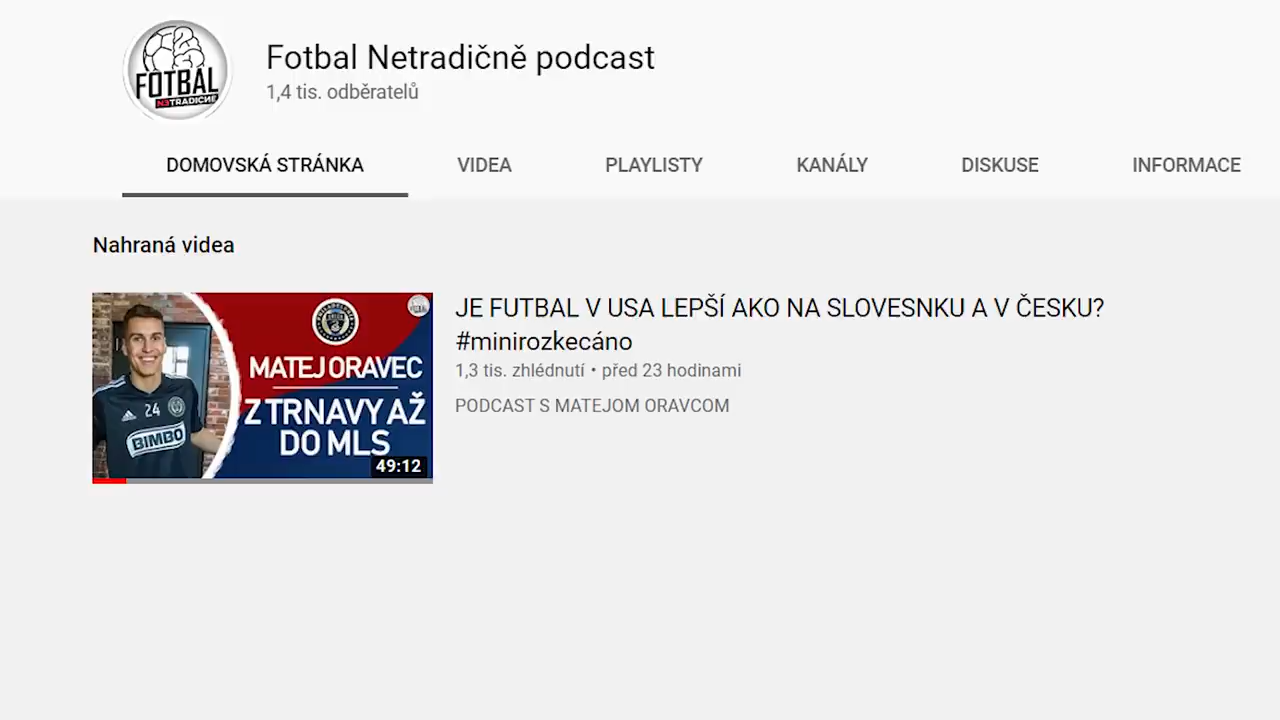 FOTBAL
N3TRADIČNĚ
Fotbal Netradičně podcast
1,4 tis. odběratelů
DOMOVSKÁ STRÁNKA
VIDEA
PLAYLISTY
KANÁLY
DISKUSE
INFORMACE
Nahraná videa
24
BIMBO
MATEJ ORAVEC
Z TRNAVY AŽ
DO MLS
49:12
JE FUTBAL V USA LEPŠÍ AKO NA SLOVESNKU A V ČESKU?
#minirozkecáno
1,3 tis. zhlédnutí • před 23 hodinami
PODCAST S MATEJOM ORAVCOM